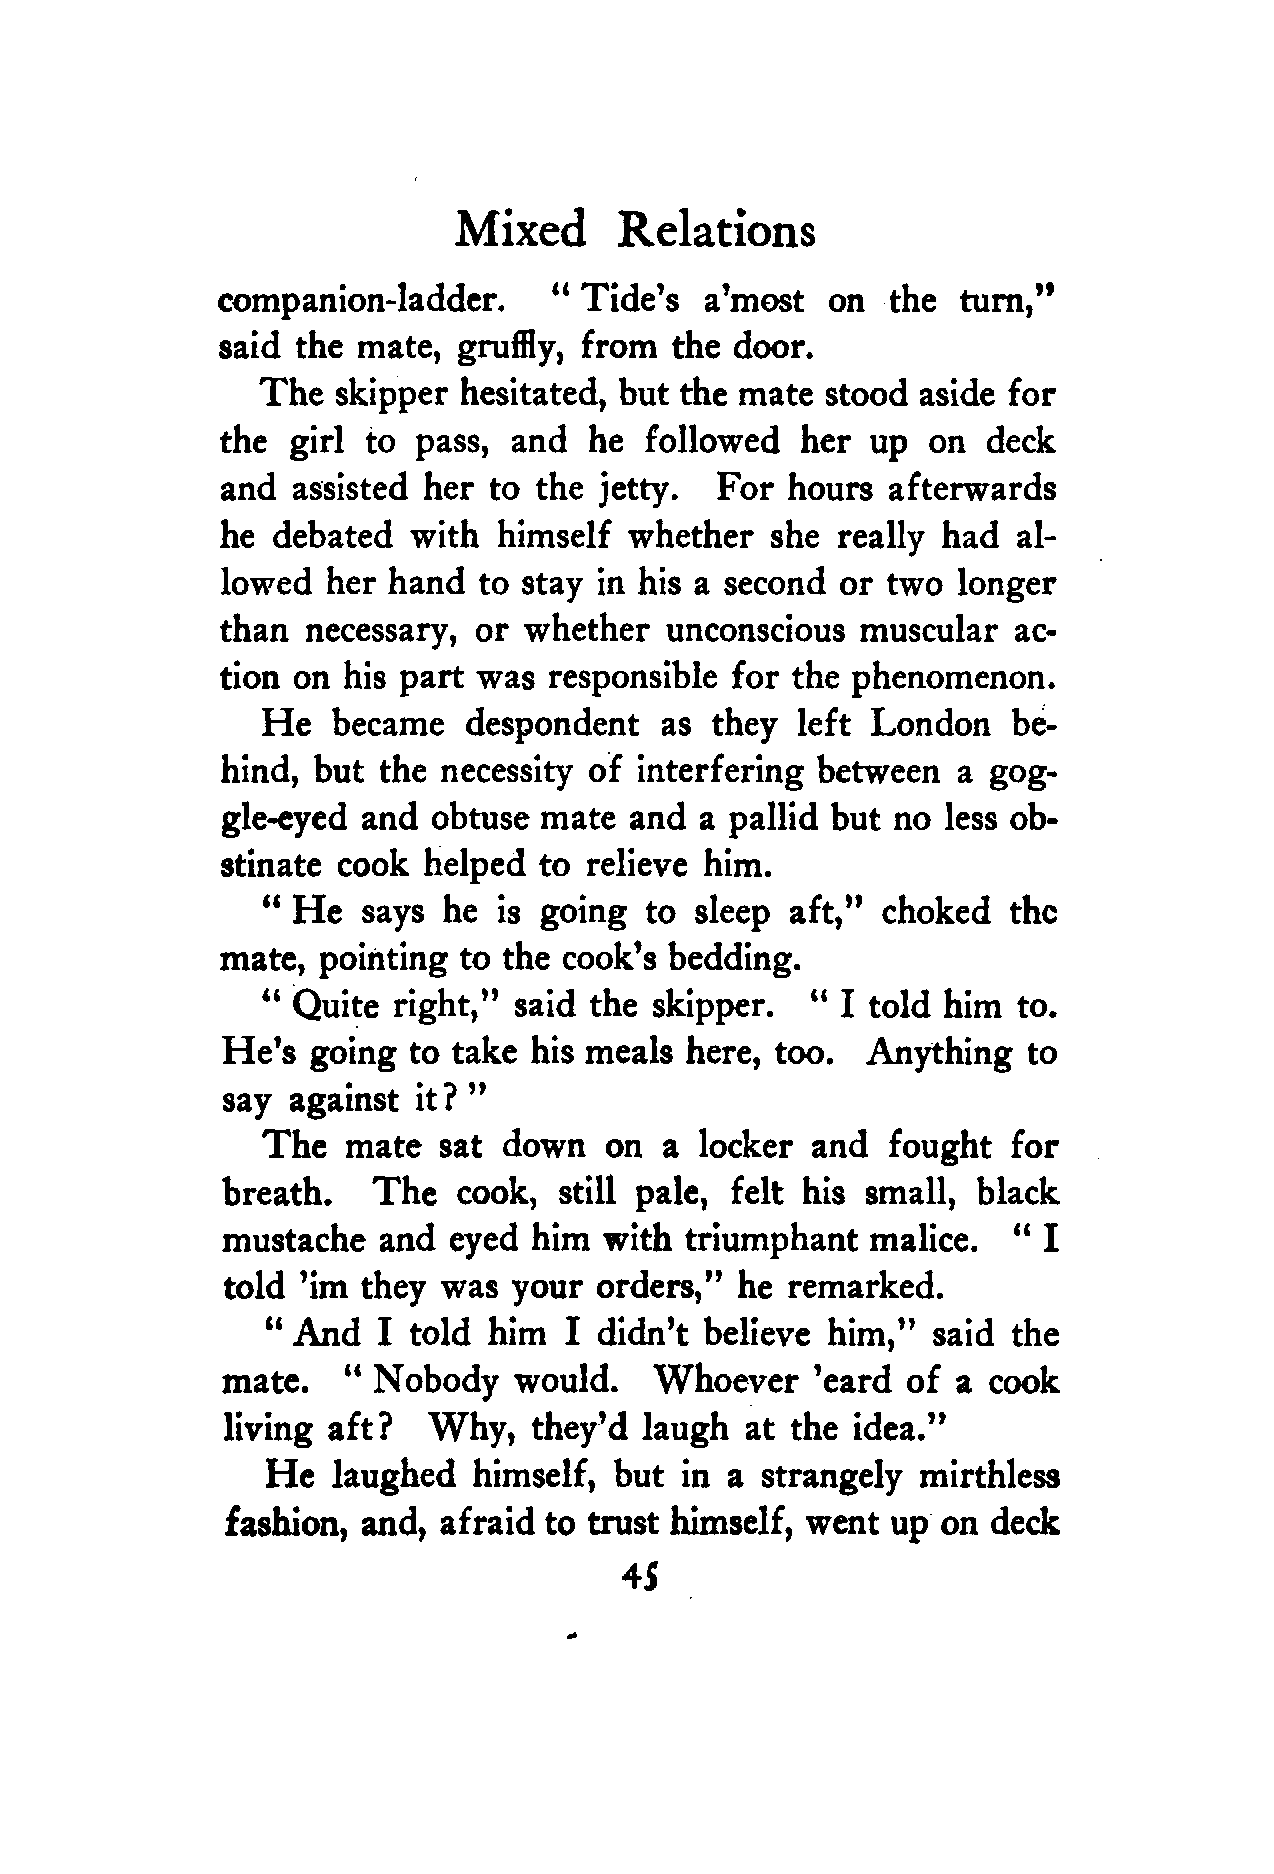 Mixed Relations
companion-ladder. " Tide's a'most on the turn,"
said the mate, gruffly, from the door.
The skipper hesitated, but the mate stood aside for
the girl to pass, and he followed her up on deck
and assisted her to the jetty. For hours afterwards
he debated with himself whether she really had al-
lowed her hand to stay in his a second or two longer
than necessary, or whether unconscious muscular ac-
tion on his part was responsible for the phenomenon.
He became despondent as they left London be-
hind, but the necessity of interfering between a gog-
gle-eyed and obtuse mate and a pallid but no less ob-
stinate cook helped to relieve him.
" He says he is going to sleep aft," choked the
mate, pointing to the cook's bedding.
" Quite right," said the skipper. " I told him to.
He's going to take his meals here, too. Anything to
say against it? "
The mate sat down on a locker and fought for
breath. The cook, still pale, felt his small, black
mustache and eyed him with triumphant malice. " I
told 'im they was your orders," he remarked.
" And I told him I didn't believe him," said the
mate. " Nobody would. Whoever 'eard of a cook
living aft? Why, they'd laugh at the idea."
He laughed himself, but in a strangely mirthless
fashion, and, afraid to trust himself, went up on deck
45